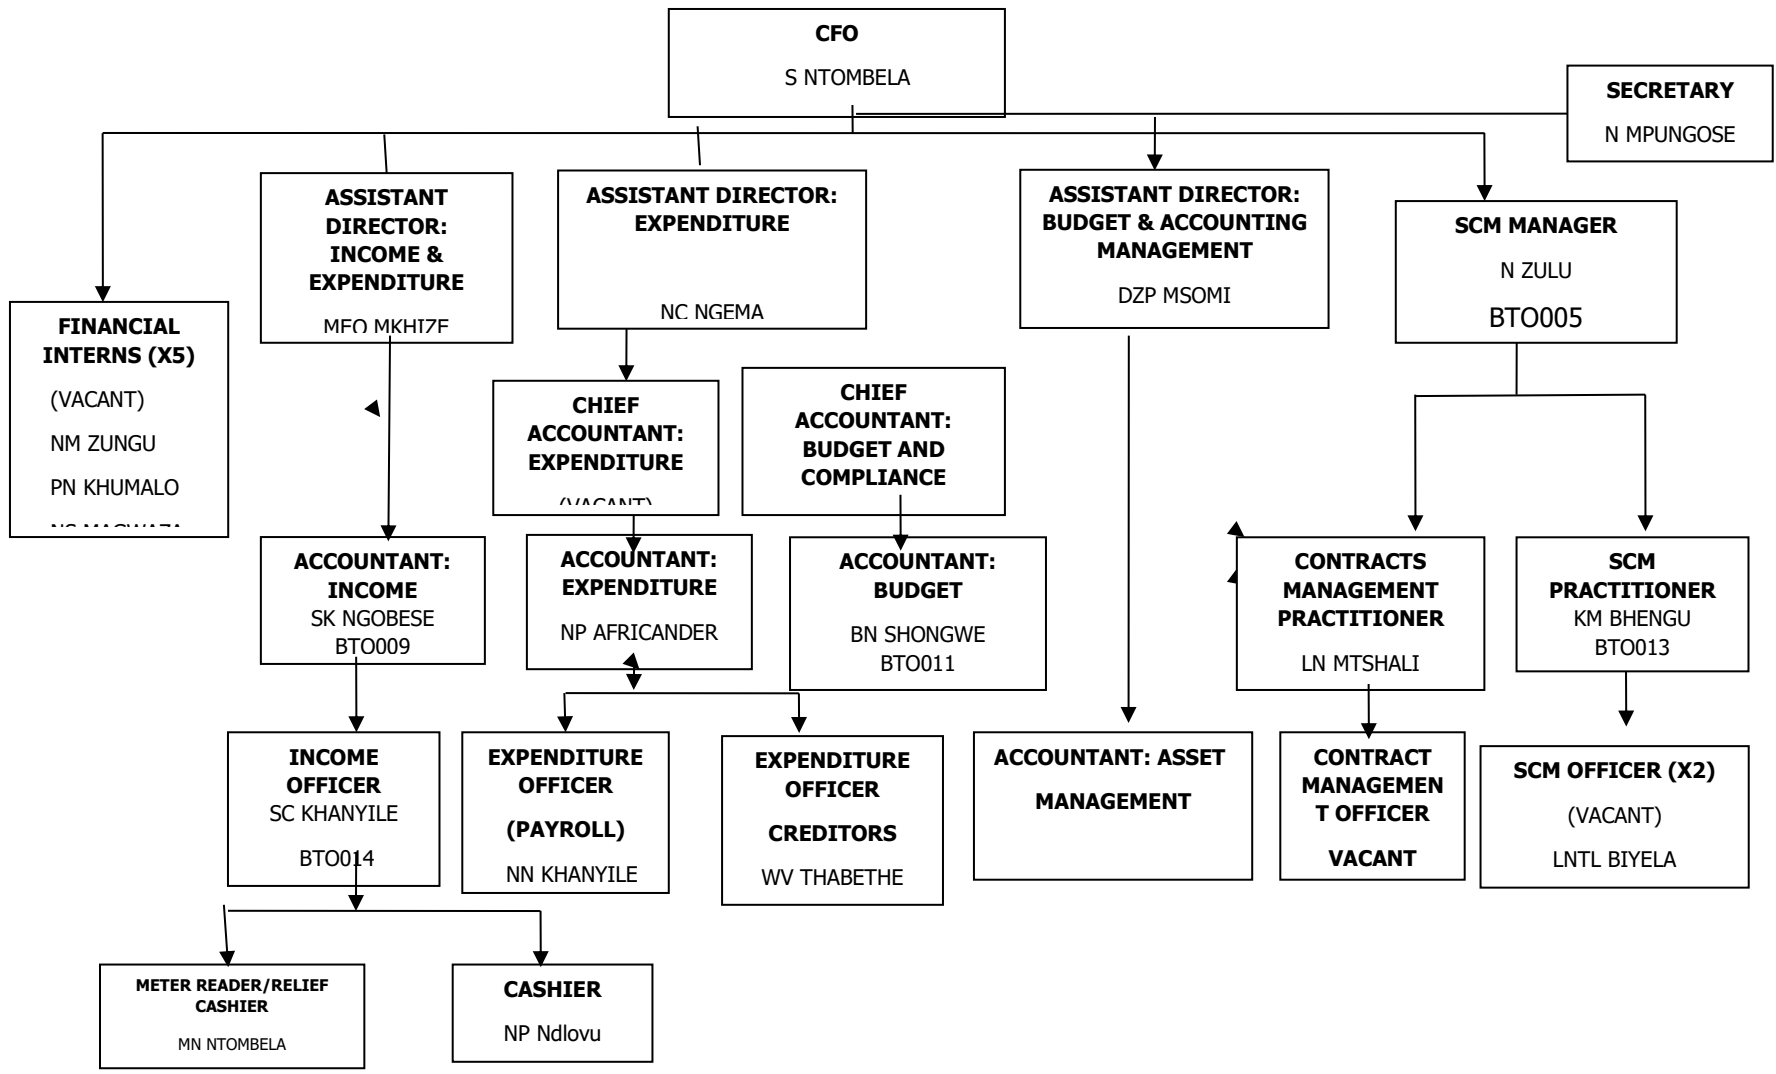 CFO
S NTOMBELA
SECRETARY
N MPUNGOSE
ASSISTANT
DIRECTOR:
INCOME &
EXPENDITURE
MEO MKHIZE
ASSISTANT DIRECTOR:
EXPENDITURE
NC NGEMA
ASSISTANT DIRECTOR:
BUDGET & ACCOUNTING
MANAGEMENT
DZP MSOMI
SCM MANAGER
N ZULU
BTO005
FINANCIAL
INTERNS (X5)
(VACANT)
NM ZUNGU
PN KHUMALO
CHIEF
ACCOUNTANT:
EXPENDITURE
(VACANT)
CHIEF
ACCOUNTANT:
BUDGET AND
COMPLIANCE
ACCOUNTANT:
INCOME
SK NGOBESE
BTO009
ACCOUNTANT:
EXPENDITURE
NP AFRICANDER
ACCOUNTANT:
BUDGET
BN SHONGWE
BTO011
CONTRACTS
MANAGEMENT
PRACTITIONER
LN MTSHALI
SCM
PRACTITIONER
KM BHENGU
BTO013
INCOME
OFFICER
SC KHANYILE
BTO014
EXPENDITURE
OFFICER
(PAYROLL)
NN KHANYILE
EXPENDITURE
OFFICER
CREDITORS
WV THABETHE
ACCOUNTANT: ASSET
MANAGEMENT
CONTRACT
MANAGEMEN
T OFFICER
VACANT
SCM OFFICER (X2)
(VACANT)
LNTL BIYELA
METER READER/RELIEF
CASHIER
MN NTOMBELA
CASHIER
NP Ndlovu